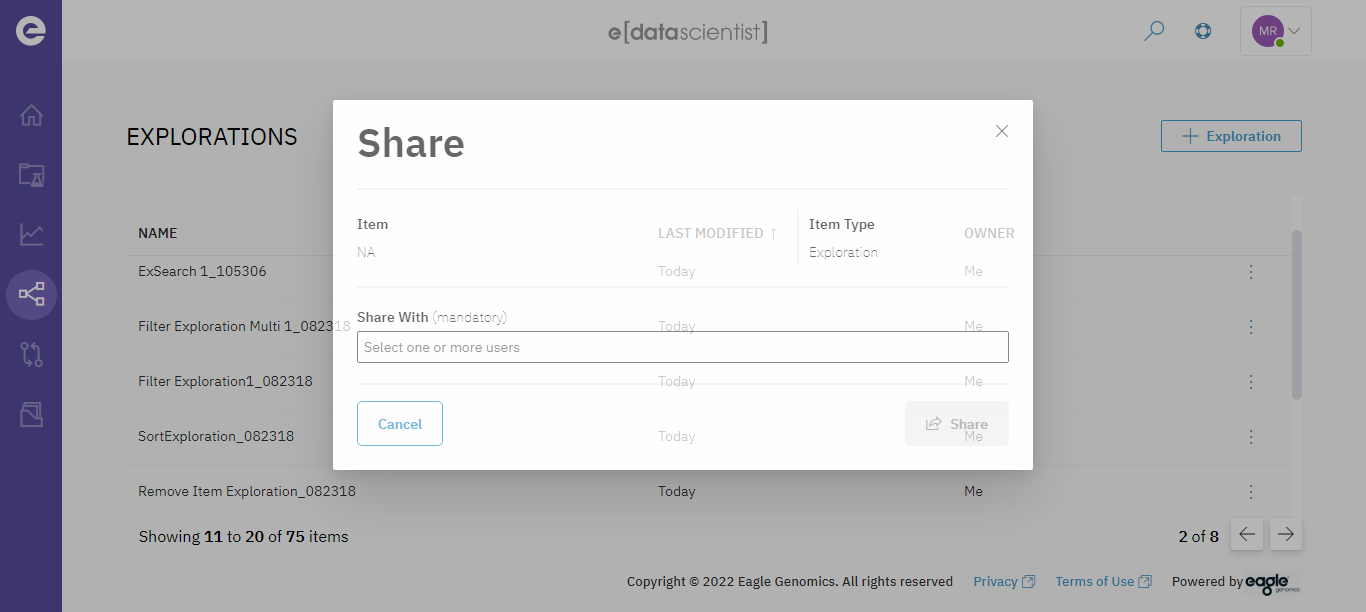 e[datascientist]
MR
EXPLORATIONS
Exploration
Share
Item
Item Type
NA
Exploration
Share With (mandatory)
Select one or more users
Cancel
Share
NAME LAST MODIFIED ↑ OWNER
ExSearch 1_105306 Today Me
Filter Exploration Multi 1_082318 Today Me
Filter Exploration1_082318 Today Me
SortExploration_082318 Today Me
Remove Item Exploration_082318 Today Me
Showing 11 to 20 of 75 items
2 of 8
Copyright © 2022 Eagle Genomics. All rights reserved Privacy Terms of Use Powered by eagle genomics